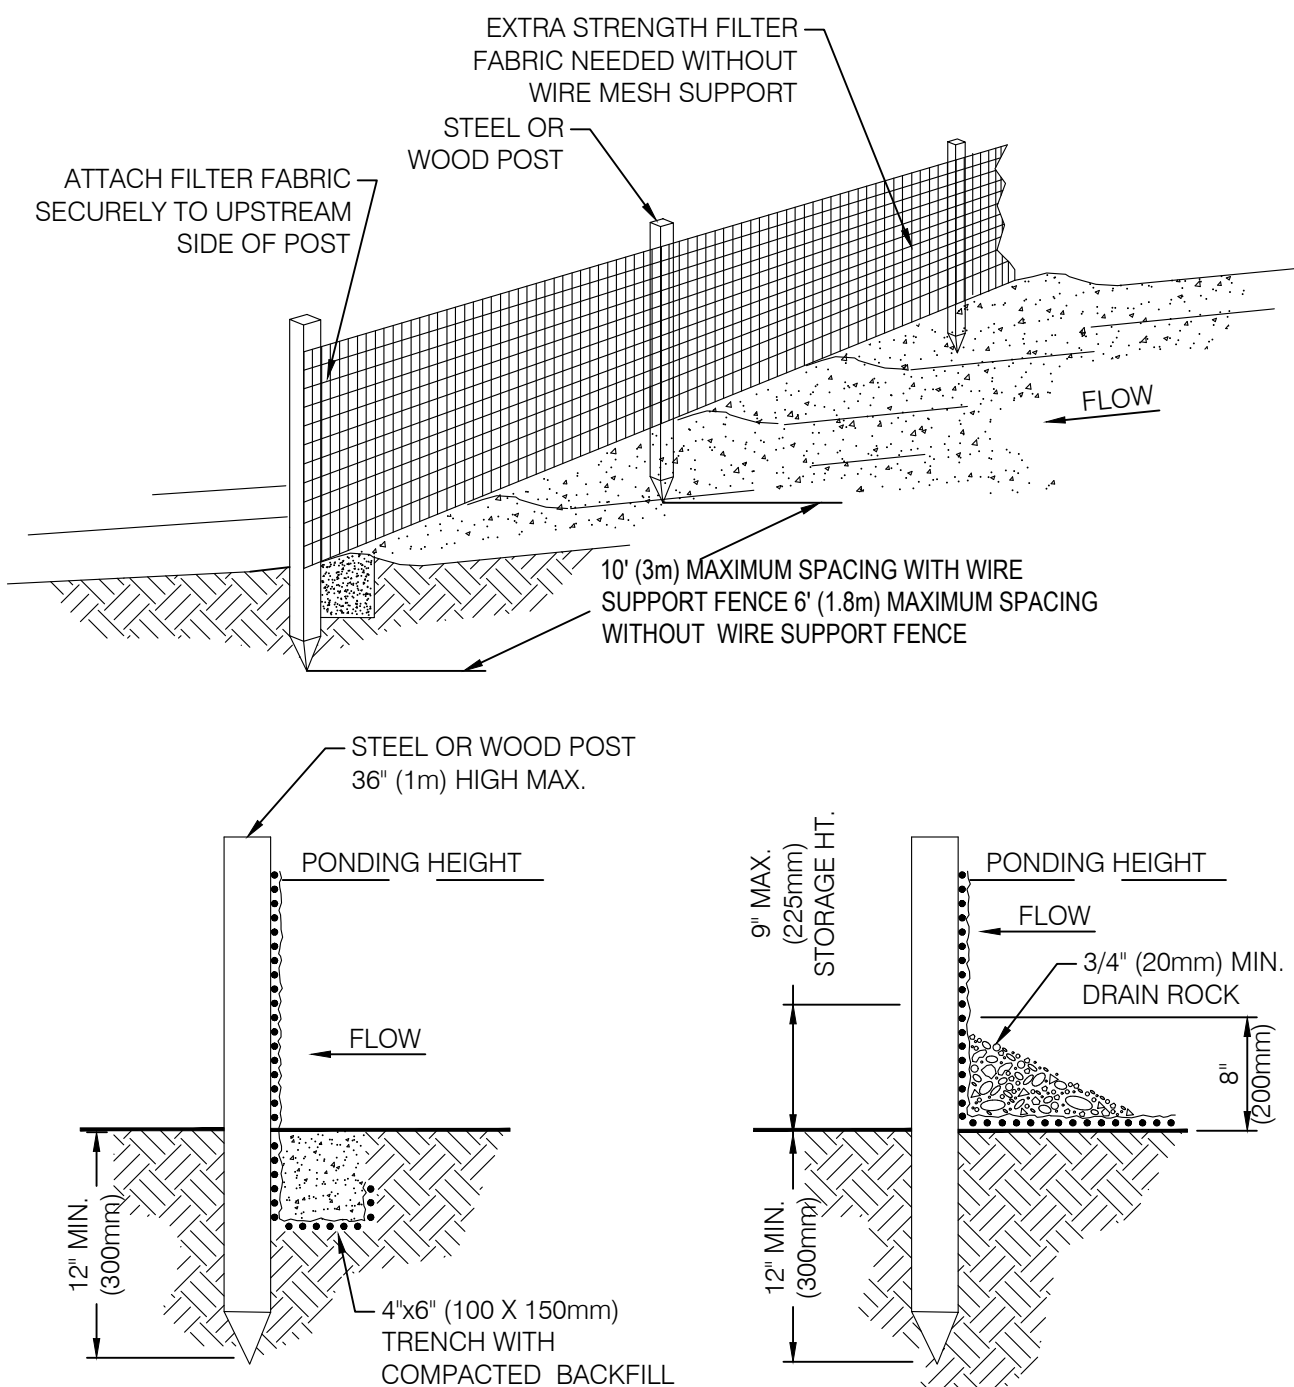 EXTRA STRENGTH FILTER
FABRIC NEEDED WITHOUT
WIRE MESH SUPPORT
STEEL OR
WOOD POST
ATTACH FILTER FABRIC
SECURELY TO UPSTREAM
SIDE OF POST
FLOW
10' (3m) MAXIMUM SPACING WITH WIRE
SUPPORT FENCE 6' (1.8m) MAXIMUM SPACING
WITHOUT WIRE SUPPORT FENCE
STEEL OR WOOD POST
36" (1m) HIGH MAX.
PONDING HEIGHT
FLOW
12" MIN.
(300mm)
4"x6" (100 X 150mm)
TRENCH WITH
COMPACTED BACKFILL
9" MAX.
(225mm)
STORAGE HT.
PONDING HEIGHT
FLOW
3/4" (20mm) MIN.
DRAIN ROCK
8"
(200mm)
12" MIN.
(300mm)